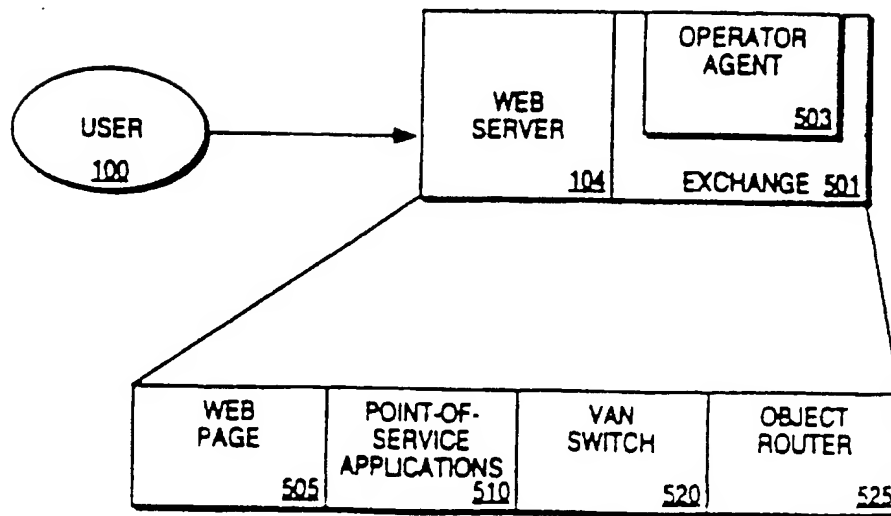 USER
100
WEB
SERVER
104
OPERATOR
AGENT
503
EXCHANGE 501
WEB
PAGE
505
POINT-OF-
SERVICE
APPLICATIONS
510
VAN
SWITCH
520
OBJECT
ROUTER
525